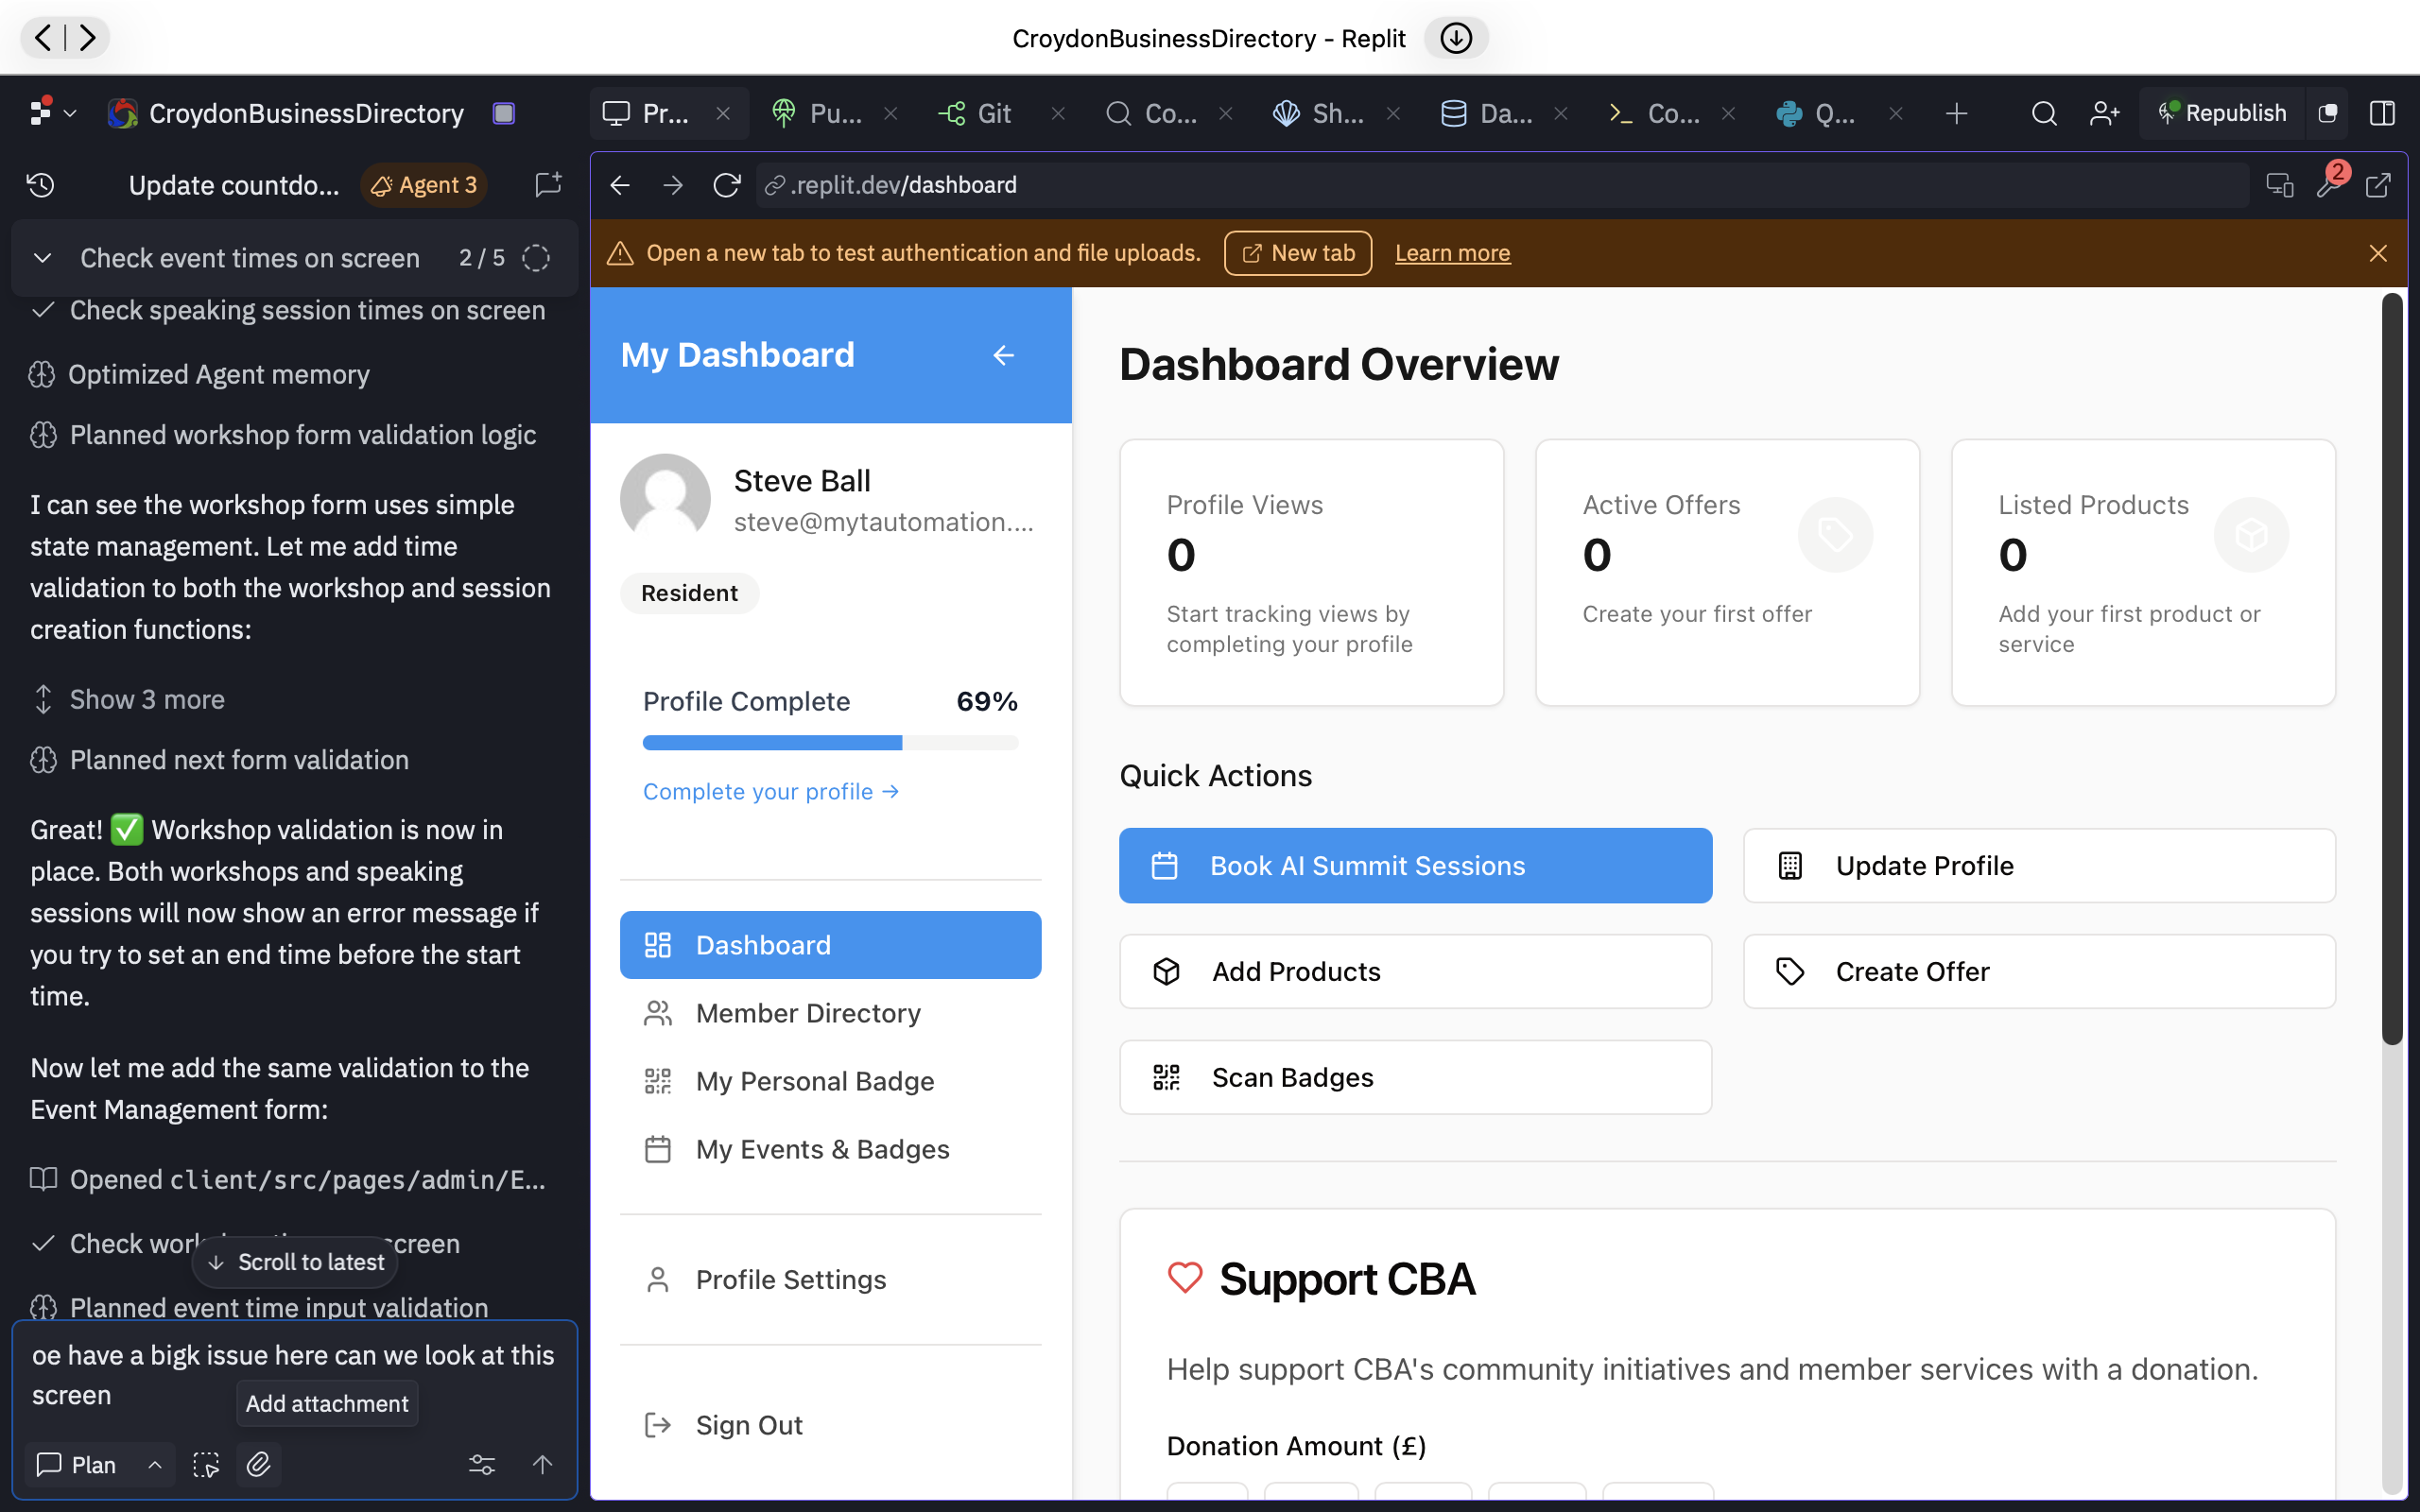 CroydonBusinessDirectory - Replit
CroydonBusinessDirectory
Pr...
Pu...
Git
Co...
Sh...
Da...
Co...
Q...
Republish
Update countdo...
Agent 3
.replit.dev/dashboard
2
Check event times on screen 2 / 5
Open a new tab to test authentication and file uploads.
New tab
Learn more
Check speaking session times on screen
Optimized Agent memory
Planned workshop form validation logic
I can see the workshop form uses simple
state management. Let me add time
validation to both the workshop and session
creation functions:
Show 3 more
Planned next form validation
Great! ✅ Workshop validation is now in
place. Both workshops and speaking
sessions will now show an error message if
you try to set an end time before the start
time.
Now let me add the same validation to the
Event Management form:
Opened client/src/pages/admin/E...
Check wor
creen
Scroll to latest
Planned event time input validation
oe have a bigk issue here can we look at this
screen
Add attachment
Plan
My Dashboard
Steve Ball
steve@mytautomation....
Resident
Profile Complete 69%
Complete your profile →
Dashboard
Member Directory
My Personal Badge
My Events & Badges
Profile Settings
Sign Out
Dashboard Overview
Profile Views
0
Start tracking views by
completing your profile
Active Offers
0
Create your first offer
Listed Products
0
Add your first product or
service
Quick Actions
Book AI Summit Sessions
Update Profile
Add Products
Create Offer
Scan Badges
Support CBA
Help support CBA's community initiatives and member services with a donation.
Donation Amount (£)